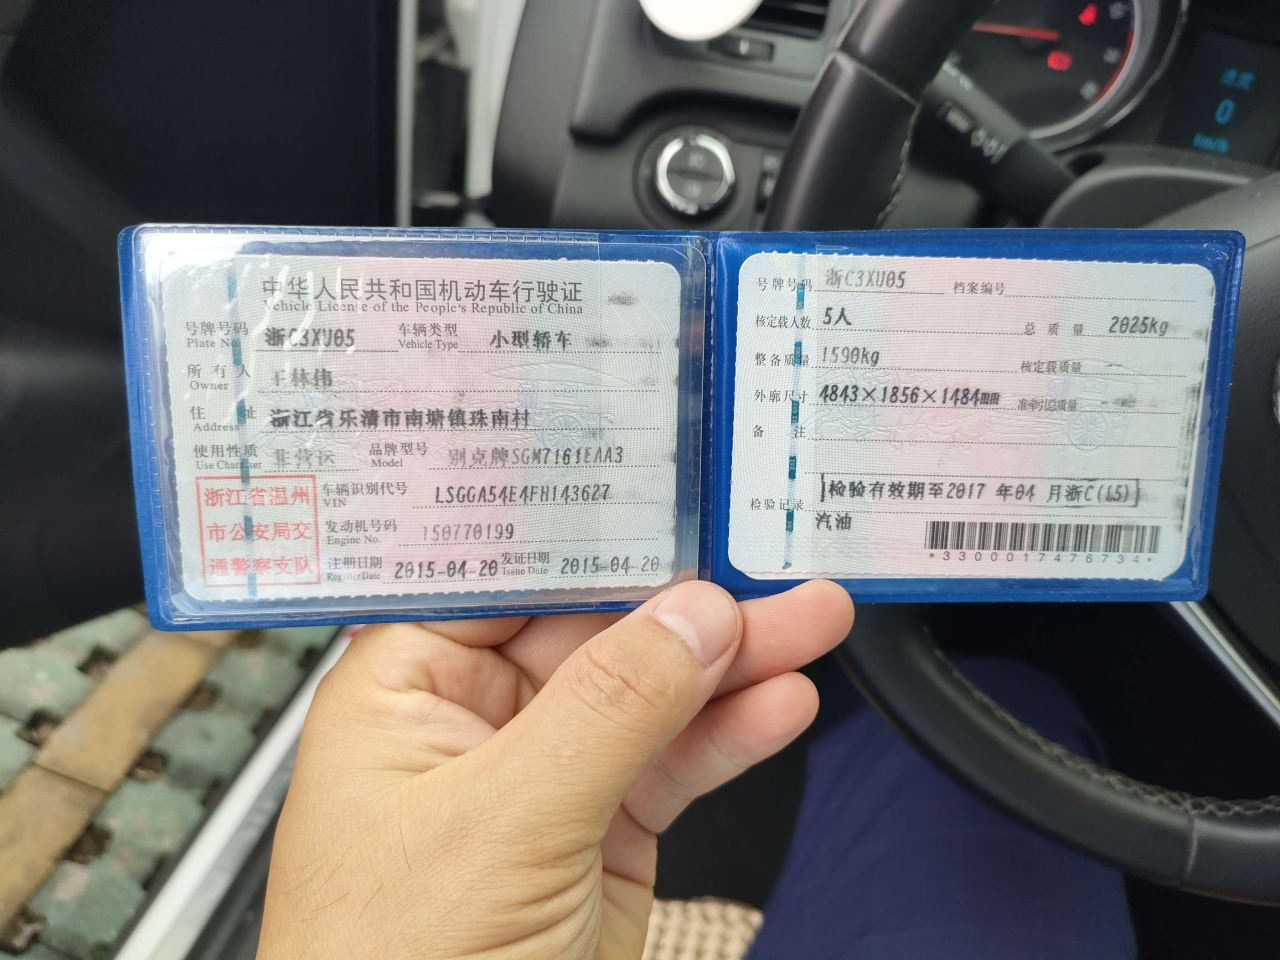 中华人民共和国机动车行驶证
Vehicle License of the People's Republic of China
号牌号码 浙C3XU05 车辆类型 小型轿车
Plate No. Vehicle Type
所有人 王林伟
Owner
住址 浙江省乐清市南塘镇珠南村
Address
使用性质 非营运 品牌型号 别克牌SGM7161EAA3
Use Character Model
浙江省温州
市公安局交
通警察支队
车辆识别代号 LSGGA54E4FH143627
VIN
发动机号码 150770199
Engine No.
注册日期 2015-04-20 发证日期 2015-04-20
Register Date Issue Date
号牌号码 浙C3XU05 档案编号
核定载人数 5人 总质量 2025kg
整备质量 1590kg 核定载质量 --
外廓尺寸 4843×1856×1484mm 准牵引总质量 --
备注
检验记录 检验有效期至2017 年04 月浙C(15)
汽油
*3300017476734*
速度
0
km/h